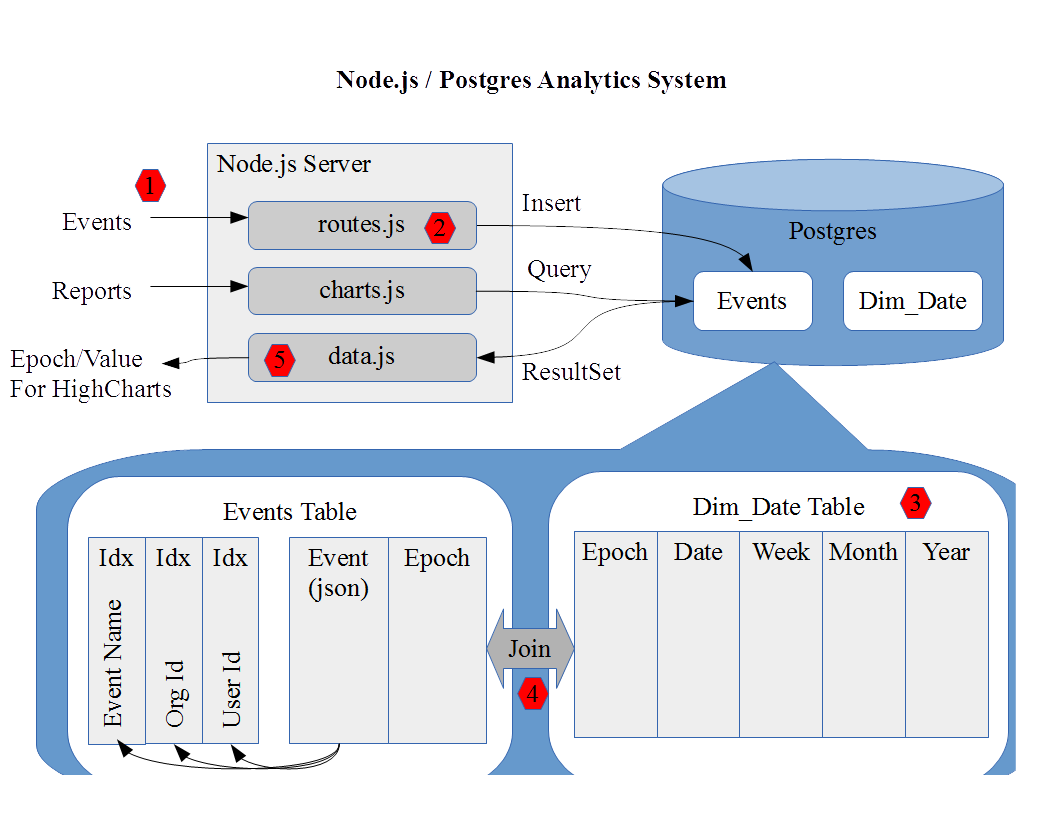 Node.js / Postgres Analytics System
Node.js Server
1
Events
routes.js
2
Insert
Postgres
Reports
charts.js
Query
Events
Dim_Date
Epoch/Value
For HighCharts
5
data.js
ResultSet
Events Table
Dim_Date Table
3
Idx
Idx
Idx
Event
(json)
Epoch
Event Name
Org Id
User Id
Join
4
Epoch
Date
Week
Month
Year